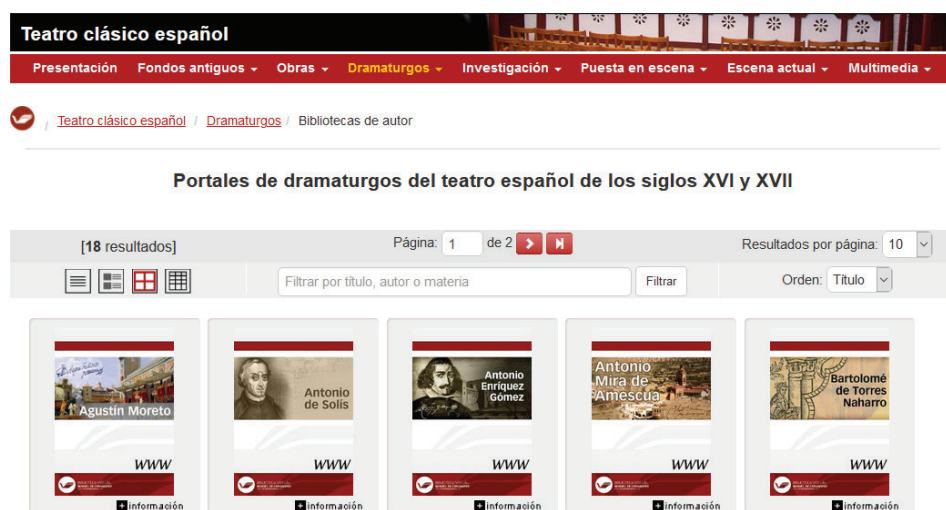 Teatro clásico español
Presentación Fondos antiguos Obras Dramaturgos Investigación Puesta en escena Escena actual Multimedia
/ Teatro clásico español / Dramaturgos / Bibliotecas de autor
Portales de dramaturgos del teatro español de los siglos XVI y XVII
[18 resultados] Página: 1 de 2 Resultados por página: 10
Filtrar por título, autor o materia Filtrar Orden: Título
Agustín Moreto
Antonio
de Solís
Antonio
Enríquez
Gómez
Antonio
Mira de
Amescua
Bartolomé
de Torres
Naharro
www www www www www
+información +información +información +información +información